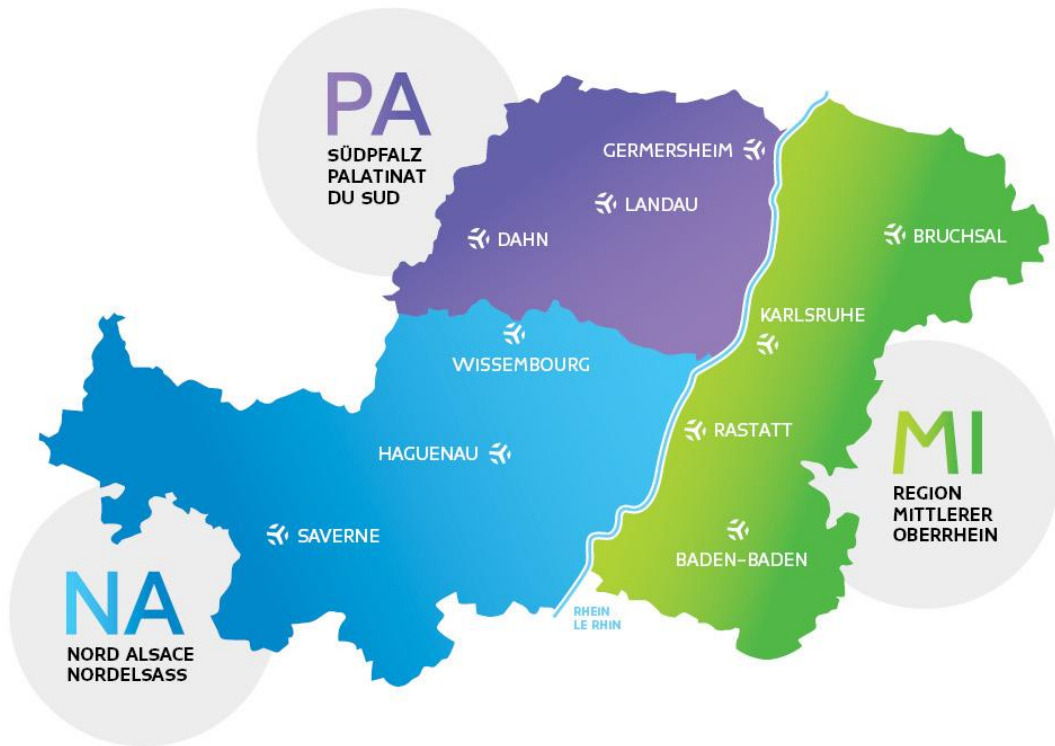 PA
SÜDPFALZ
PALATINAT
DU SUD
GERMERSHEIM
LANDAU
DAHN
BRUCHSAL
KARLSRUHE
WISSEMBOURG
RASTATT
HAGUENAU
MI
REGION
MITTLERER
OBERRHEIN
SAVERNE
BADEN-BADEN
NA
NORD ALSACE
NORDELSASS
RHEIN
LE RHIN